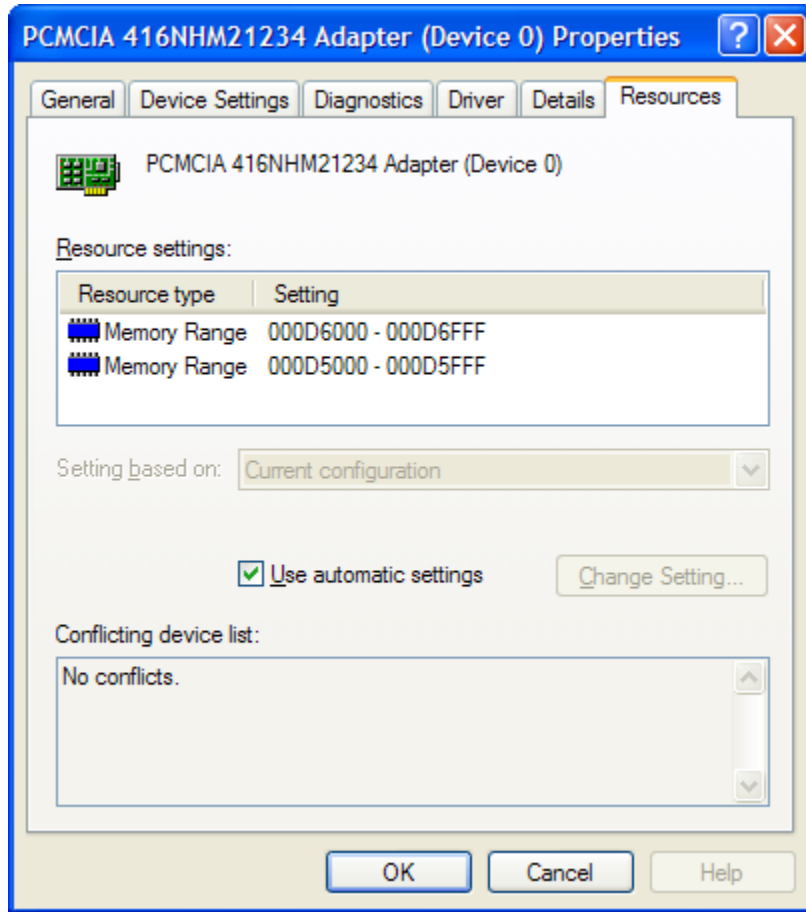 PCMCIA 416NHM21234 Adapter (Device 0) Properties
General Device Settings Diagnostics Driver Details Resources
PCMCIA 416NHM21234 Adapter (Device 0)
Resource settings:
Resource type Setting
Memory Range 000D6000 - 000D6FFF
Memory Range 000D5000 - 000D5FFF
Setting based on: Current configuration
Use automatic settings Change Setting...
Conflicting device list:
No conflicts.
OK Cancel Help